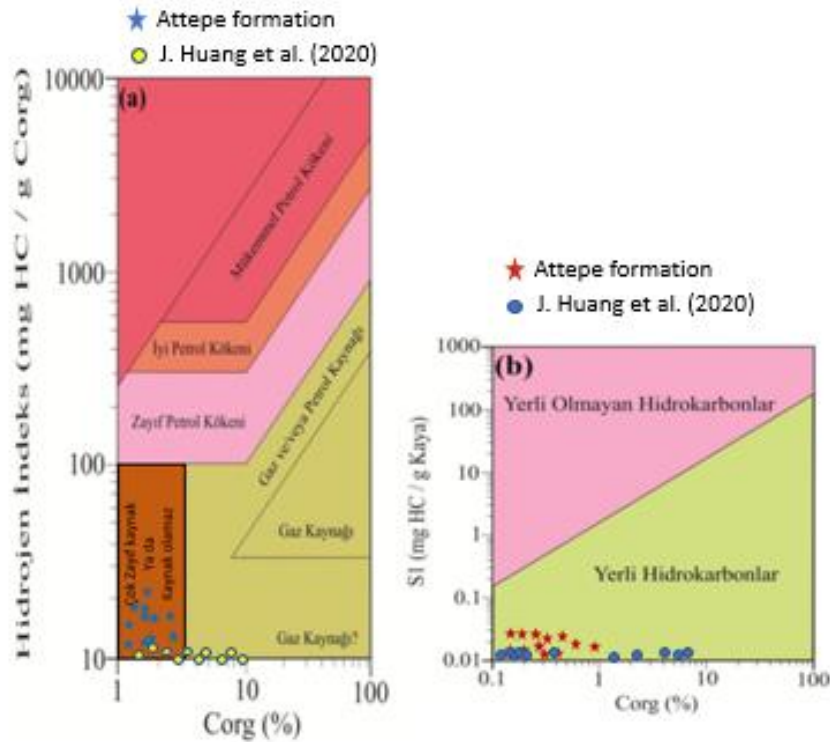 Attepe formation
J. Huang et al. (2020)
(a)
Hidrojen İndeks (mg HC / g Corg)
10000
1000
100
10
Mükemmel Petrol Kökeni
İyi Petrol Kökeni
Zayıf Petrol Kökeni
Gaz ve/veya Petrol Kaynağı
Gaz Kaynağı
Çok Zayıf kaynak
Ya da
Kaynak olamaz
Gaz Kaynağı?
1
10
100
Corg (%)
Attepe formation
J. Huang et al. (2020)
(b)
S1 (mg HC / g Kaya)
1000
100
10
1
0.1
0.01
Yerli Olmayan Hidrokarbonlar
Yerli Hidrokarbonlar
0.1
1
10
100
Corg (%)